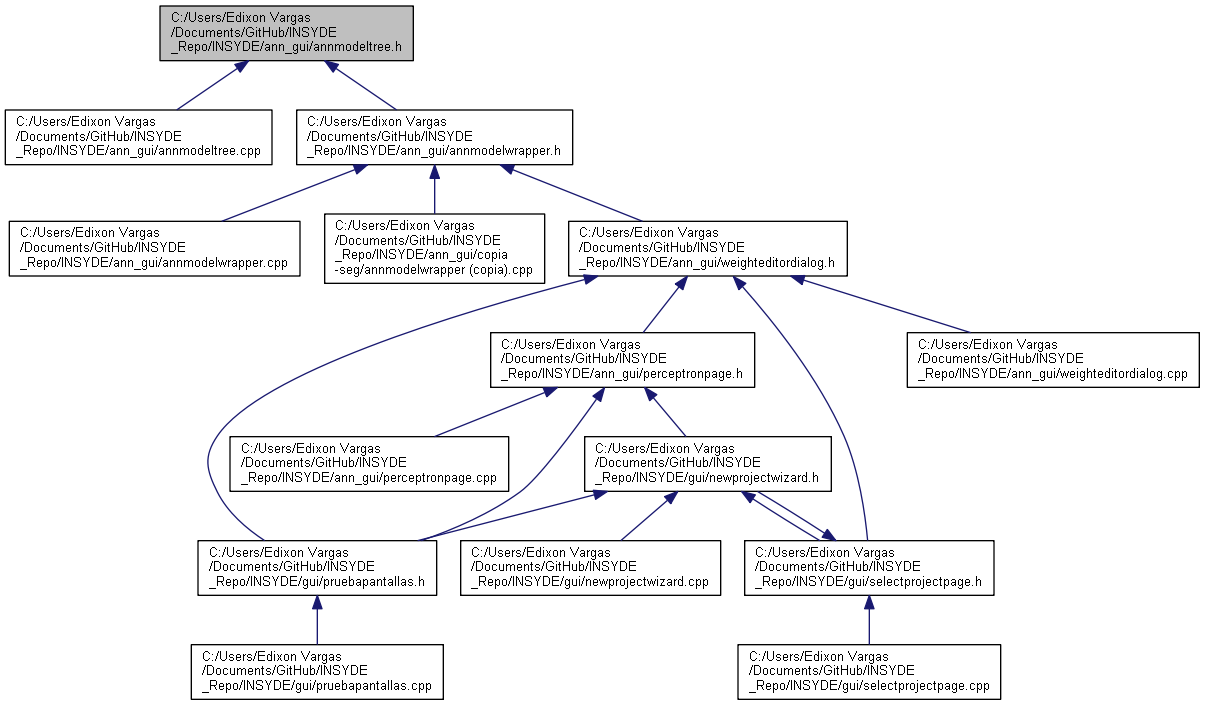 C:/Users/Edixon Vargas
/Documents/GitHub/INSYDE
_Repo/INSYDE/ann_gui/annmodeltree.h
C:/Users/Edixon Vargas
/Documents/GitHub/INSYDE
_Repo/INSYDE/ann_gui/annmodeltree.cpp
C:/Users/Edixon Vargas
/Documents/GitHub/INSYDE
_Repo/INSYDE/ann_gui/annmodelwrapper.h
C:/Users/Edixon Vargas
/Documents/GitHub/INSYDE
_Repo/INSYDE/ann_gui/annmodelwrapper.cpp
C:/Users/Edixon Vargas
/Documents/GitHub/INSYDE
_Repo/INSYDE/ann_gui/copia
-seg/annmodelwrapper (copia).cpp
C:/Users/Edixon Vargas
/Documents/GitHub/INSYDE
_Repo/INSYDE/ann_gui/weighteditordialog.h
C:/Users/Edixon Vargas
/Documents/GitHub/INSYDE
_Repo/INSYDE/ann_gui/perceptronpage.h
C:/Users/Edixon Vargas
/Documents/GitHub/INSYDE
_Repo/INSYDE/ann_gui/weighteditordialog.cpp
C:/Users/Edixon Vargas
/Documents/GitHub/INSYDE
_Repo/INSYDE/ann_gui/perceptronpage.cpp
C:/Users/Edixon Vargas
/Documents/GitHub/INSYDE
_Repo/INSYDE/gui/newprojectwizard.h
C:/Users/Edixon Vargas
/Documents/GitHub/INSYDE
_Repo/INSYDE/gui/pruebapantallas.h
C:/Users/Edixon Vargas
/Documents/GitHub/INSYDE
_Repo/INSYDE/gui/newprojectwizard.cpp
C:/Users/Edixon Vargas
/Documents/GitHub/INSYDE
_Repo/INSYDE/gui/selectprojectpage.h
C:/Users/Edixon Vargas
/Documents/GitHub/INSYDE
_Repo/INSYDE/gui/pruebapantallas.cpp
C:/Users/Edixon Vargas
/Documents/GitHub/INSYDE
_Repo/INSYDE/gui/selectprojectpage.cpp